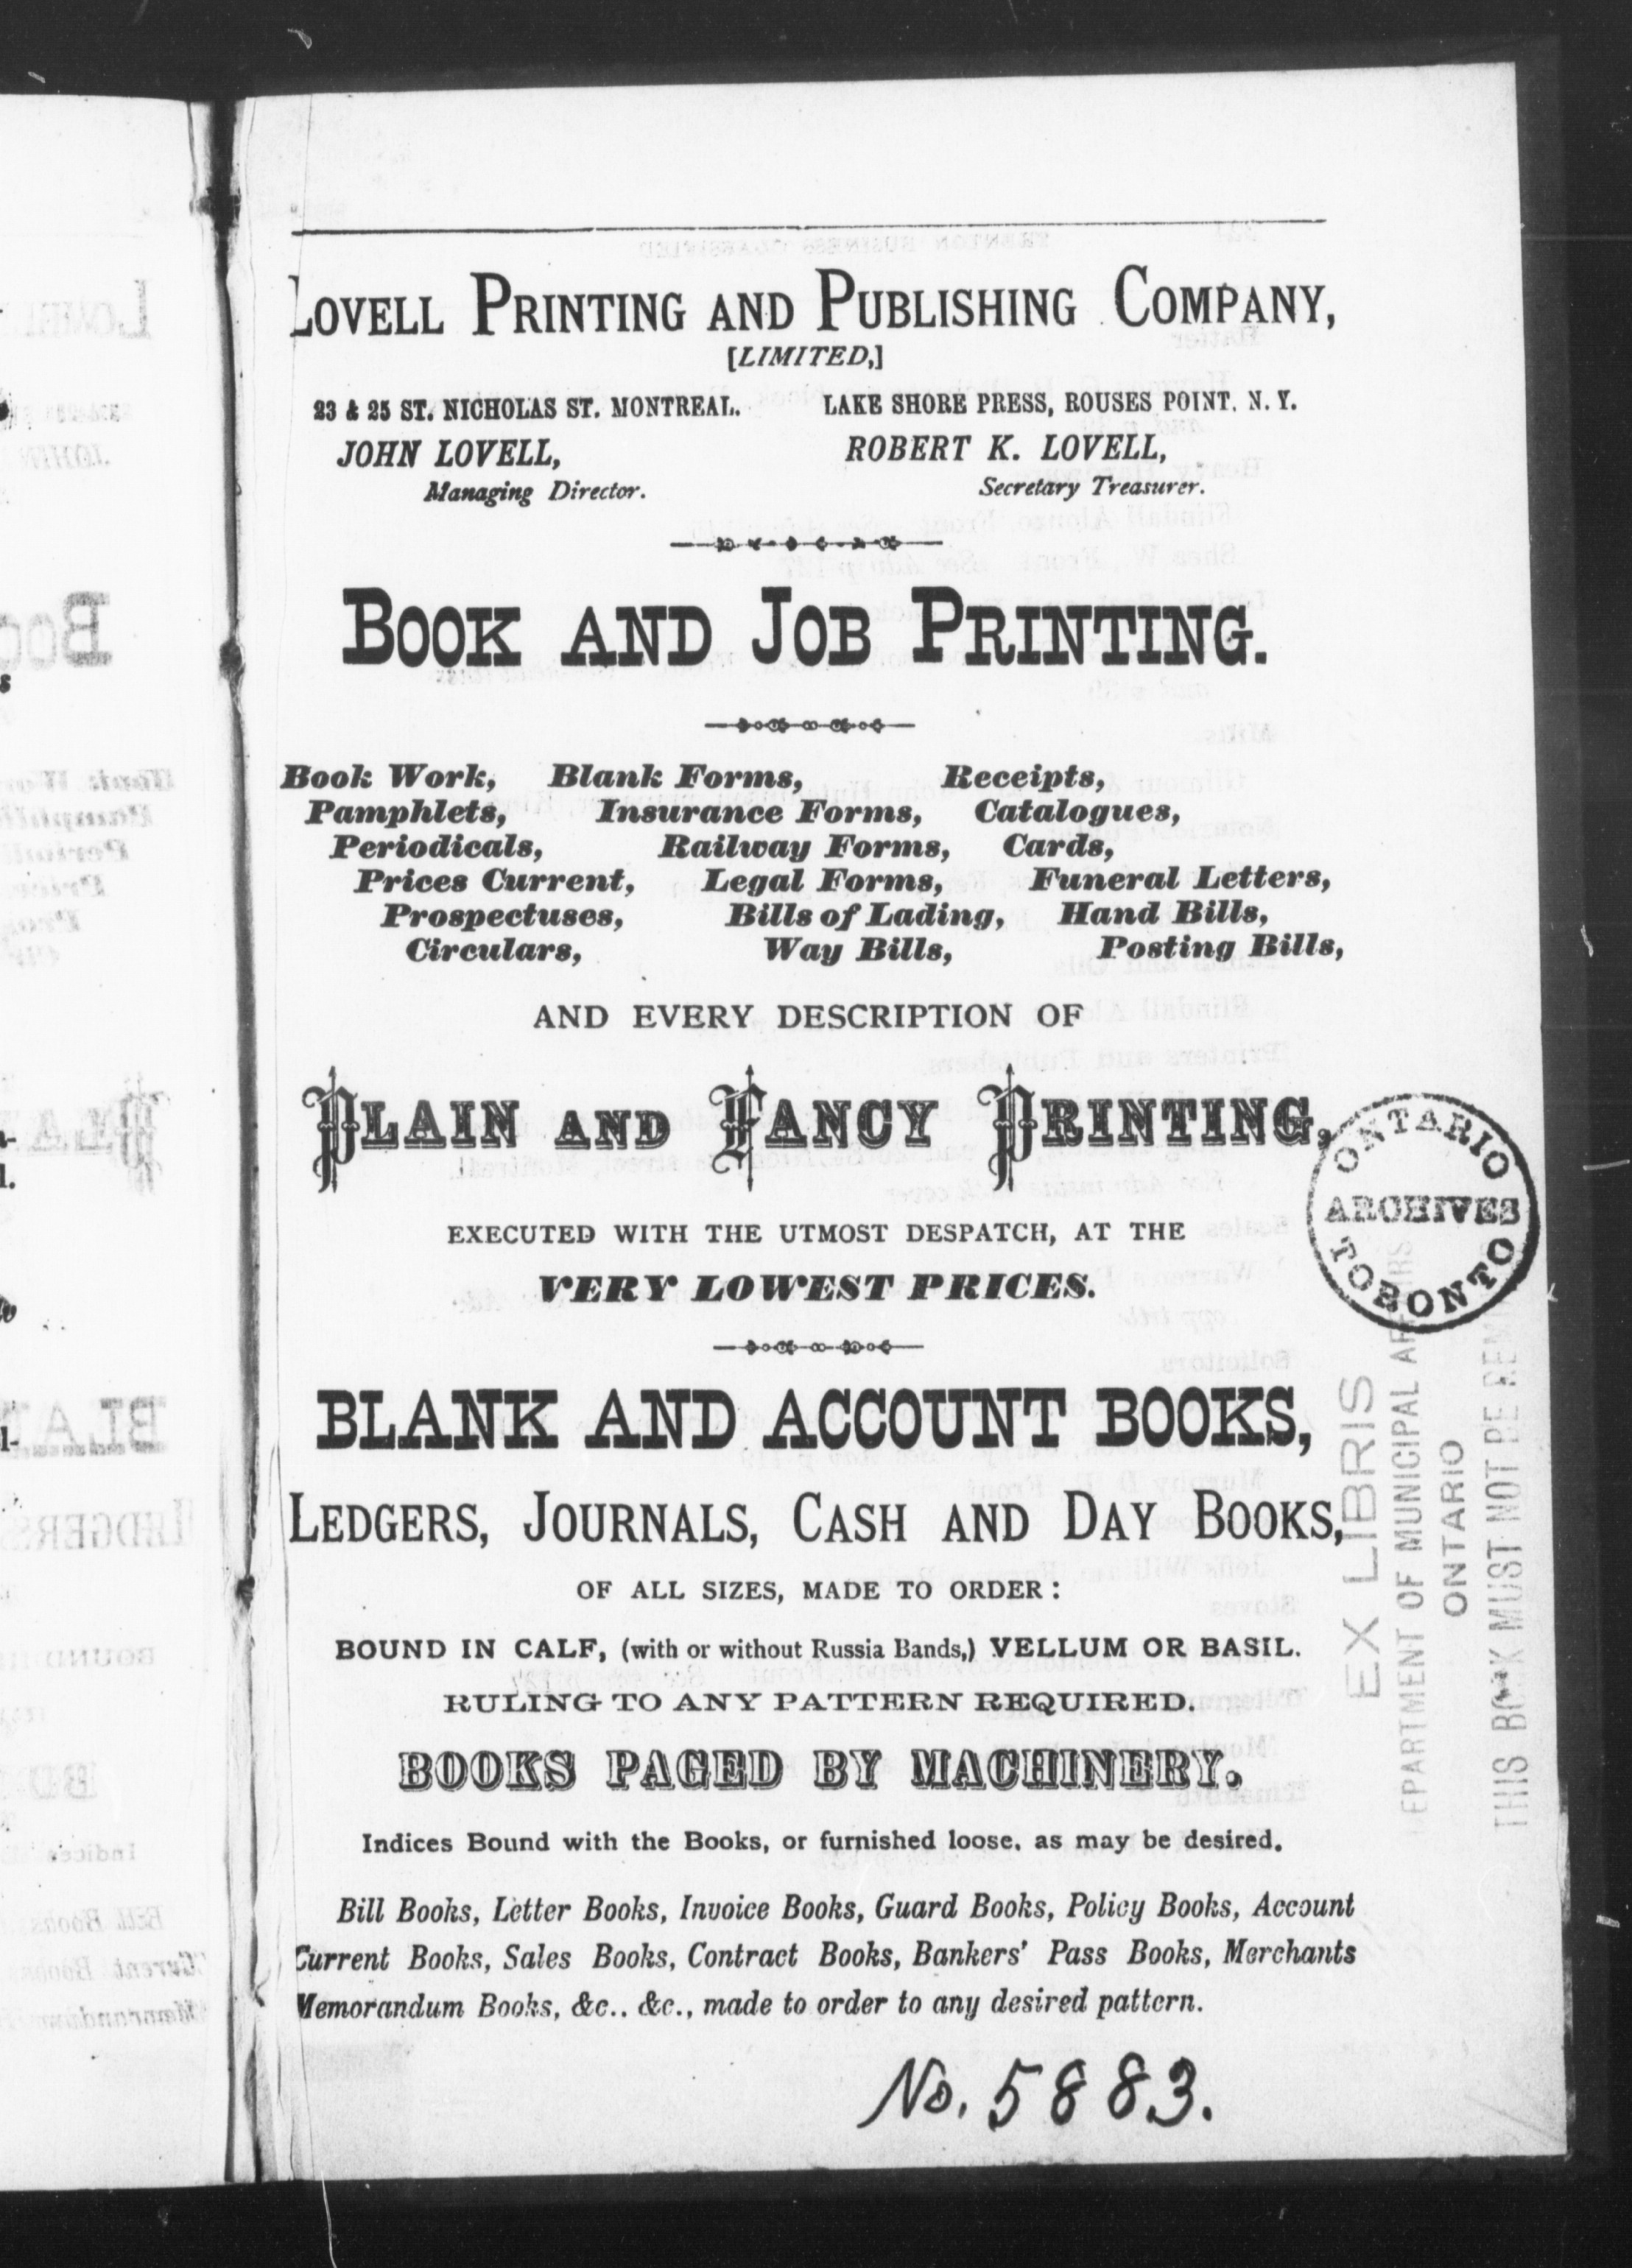 LOVELL PRINTING AND PUBLISHING COMPANY,
[LIMITED,]
23 & 25 ST. NICHOLAS ST. MONTREAL. LAKE SHORE PRESS, ROUSES POINT. N. Y.
JOHN LOVELL, ROBERT K. LOVELL,
Managing Director. Secretary Treasurer.
BOOK AND JOB PRINTING.
Book Work, Blank Forms, Receipts,
Pamphlets, Insurance Forms, Catalogues,
Periodicals, Railway Forms, Cards,
Prices Current, Legal Forms, Funeral Letters,
Prospectuses, Bills of Lading, Hand Bills,
Circulars, Way Bills, Posting Bills,
AND EVERY DESCRIPTION OF
PLAIN AND FANCY PRINTING,
EXECUTED WITH THE UTMOST DESPATCH, AT THE
VERY LOWEST PRICES.
BLANK AND ACCOUNT BOOKS,
LEDGERS, JOURNALS, CASH AND DAY BOOKS,
OF ALL SIZES, MADE TO ORDER:
BOUND IN CALF, (with or without Russia Bands,) VELLUM OR BASIL.
RULING TO ANY PATTERN REQUIRED.
BOOKS PAGED BY MACHINERY.
Indices Bound with the Books, or furnished loose, as may be desired.
Bill Books, Letter Books, Invoice Books, Guard Books, Policy Books, Account
Current Books, Sales Books, Contract Books, Bankers' Pass Books, Merchants
Memorandum Books, &c.. &c., made to order to any desired pattern.
No. 5883.
ONTARIO
ARCHIVES
TORONTO
EX LIBRIS
EPARTMENT OF MUNICIPAL AFFAIRS
ONTARIO
THIS BOOK MUST NOT BE